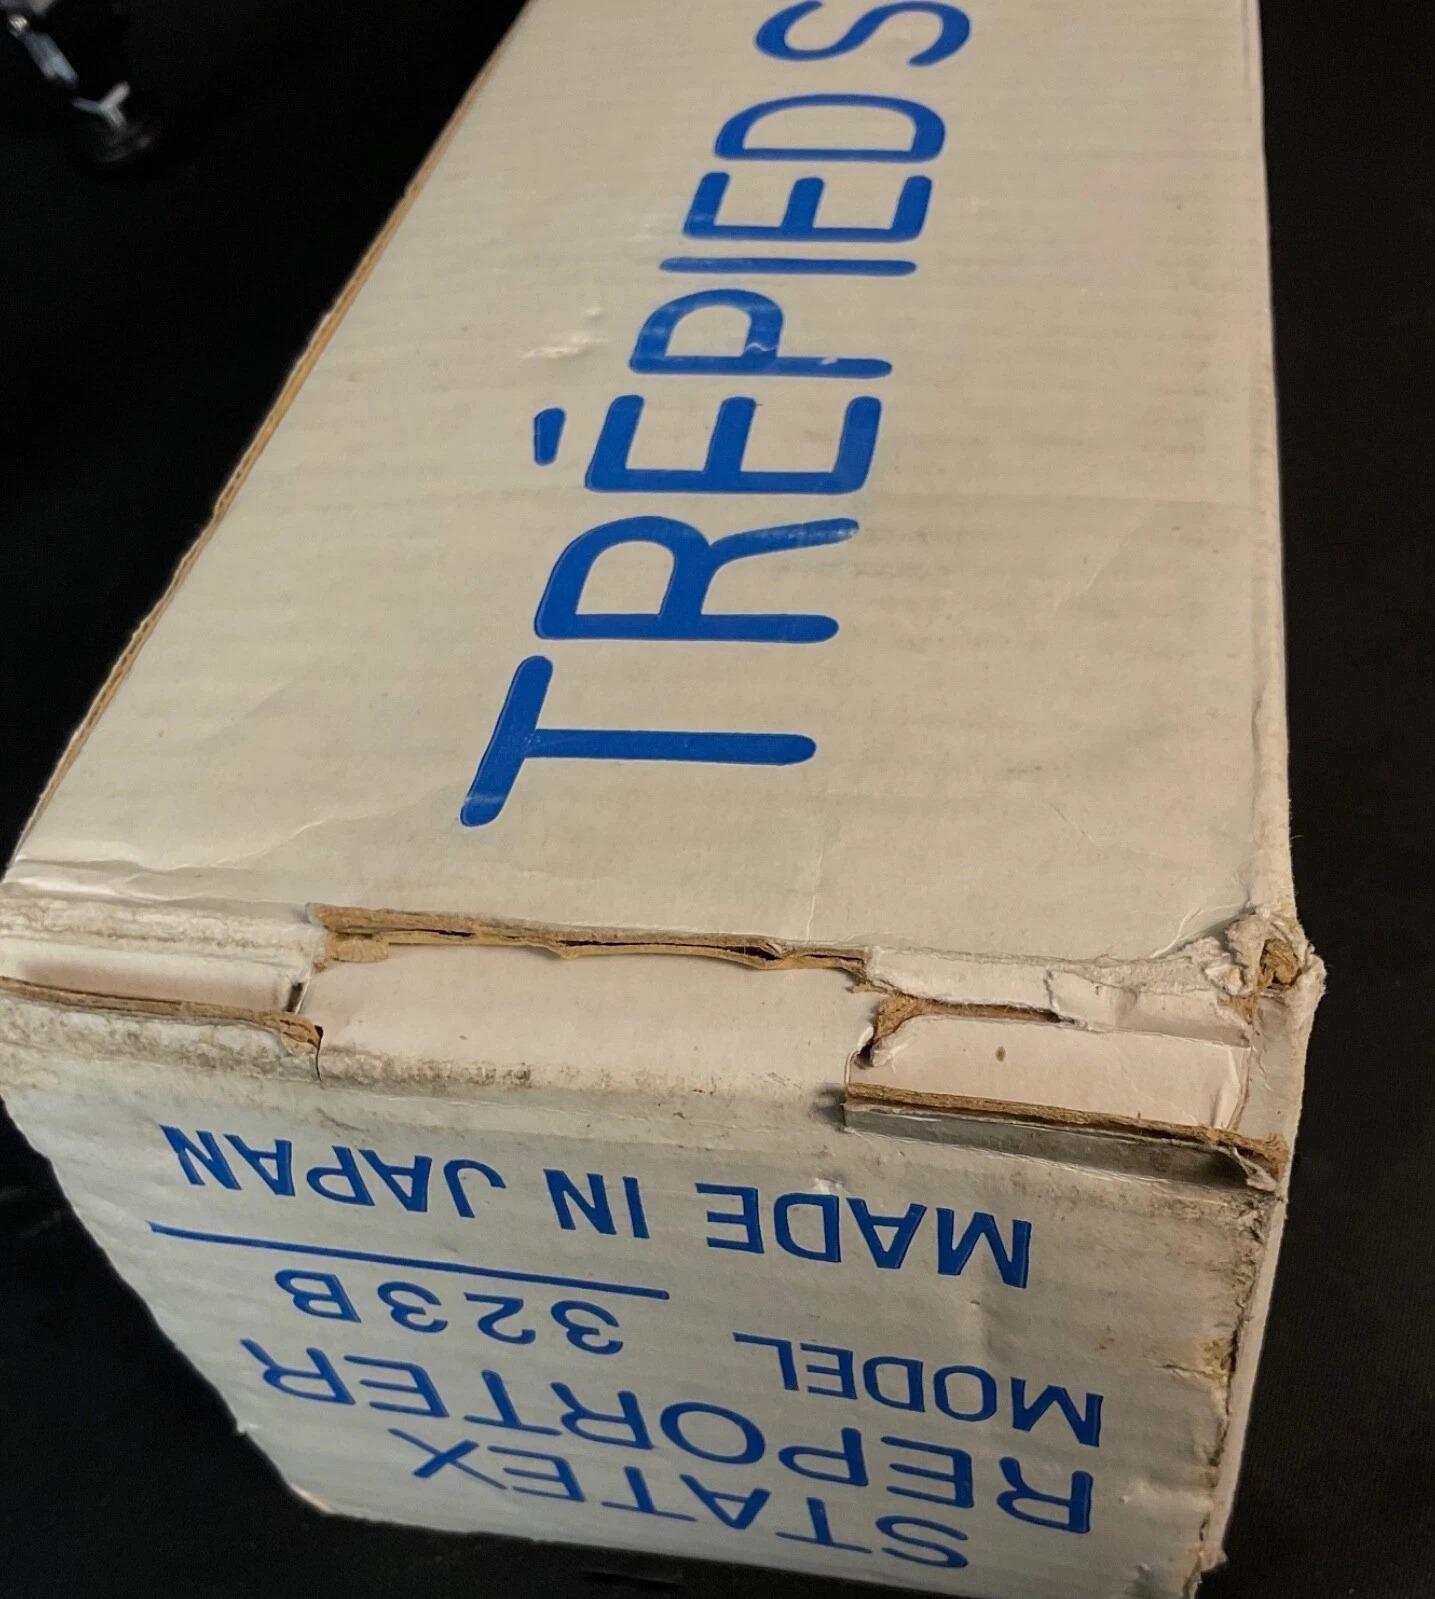 TRÉPIEDS
STATEX
REPORTER
MODEL 323B
MADE IN JAPAN